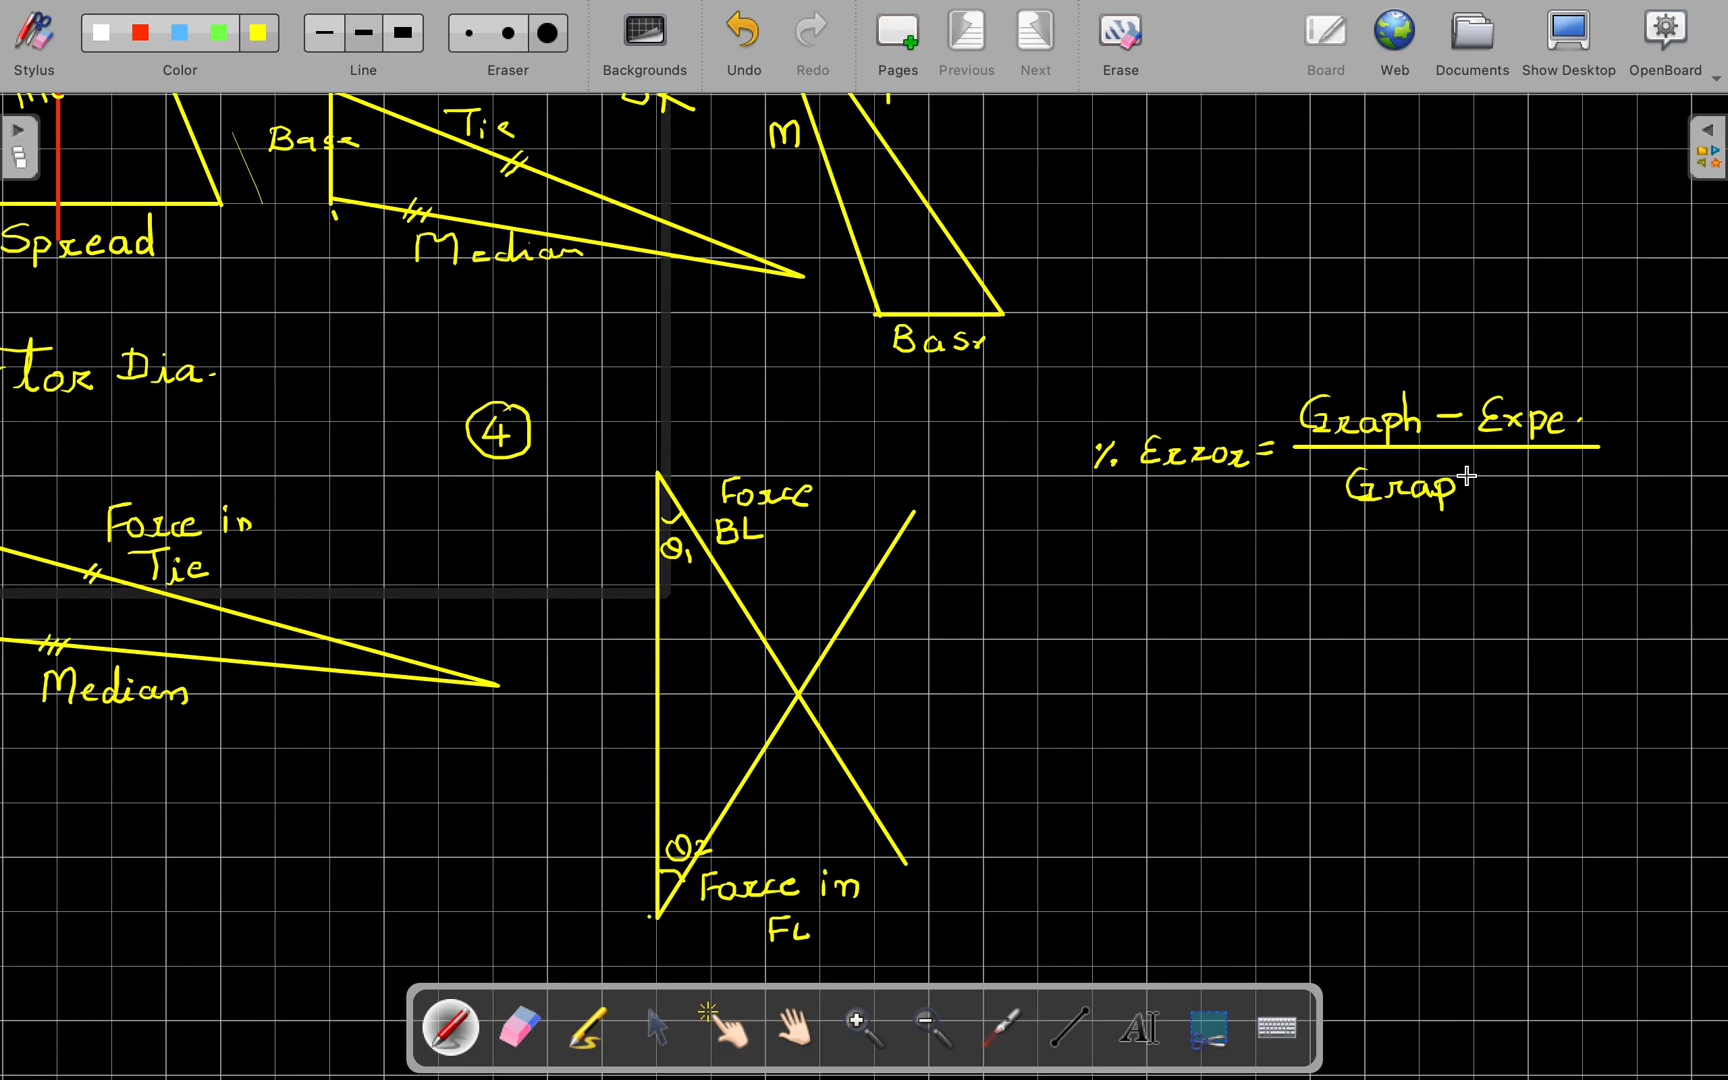 Stylus
Color
Line
Eraser
Backgrounds
Undo
Redo
Pages
Previous
Next
Erase
Board
Web
Documents
Show Desktop
OpenBoard
Base
Tie
M
Spread
Median
Base
tor Dia.
4
% Error = Graph - Expe.
Grap
Force
BL
θ1
Force in
Tie
Median
θ2
Force in
FL
AI